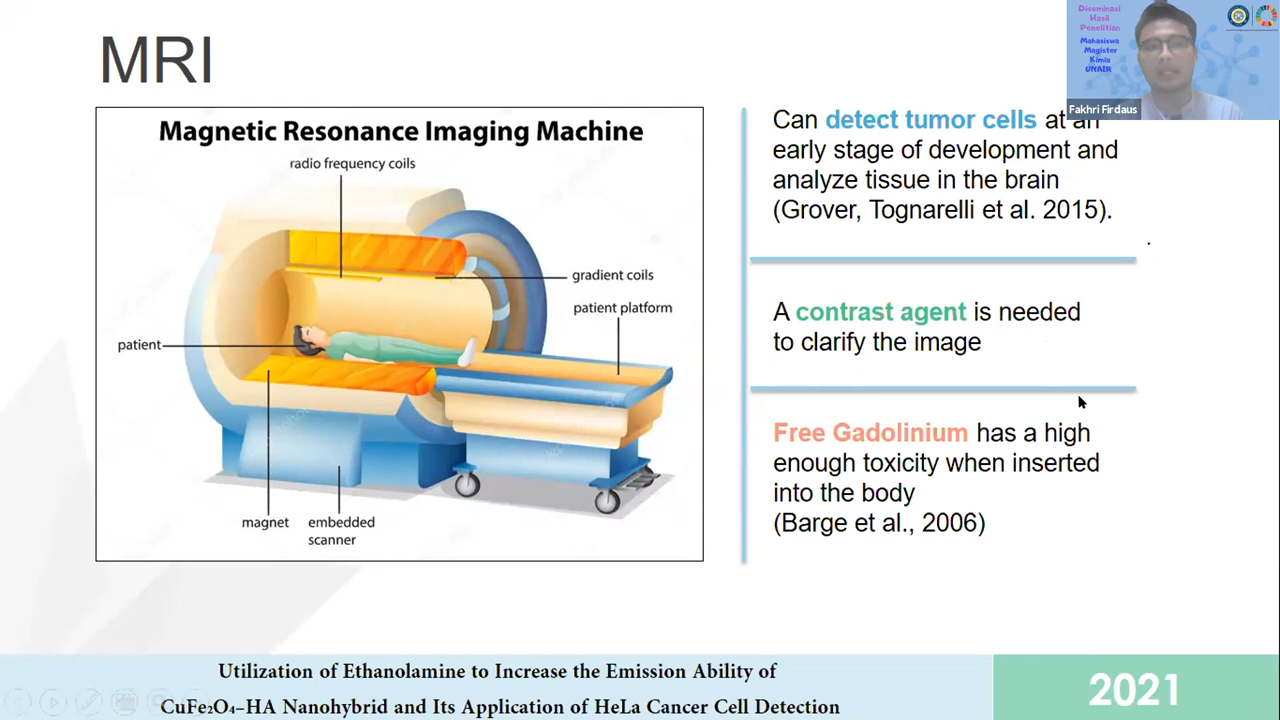 MRI
Magnetic Resonance Imaging Machine
radio frequency coils
gradient coils
patient platform
patient
magnet
embedded
scanner
Can detect tumor cells at an
early stage of development and
analyze tissue in the brain
(Grover, Tognarelli et al. 2015).
A contrast agent is needed
to clarify the image
Free Gadolinium has a high
enough toxicity when inserted
into the body
(Barge et al., 2006)
Diseminasi
Hasil
Penelitian
Mahasiswa
Magister
Kimia
UNAIR
Fakhri Firdaus
Utilization of Ethanolamine to Increase the Emission Ability of
CuFe₂O₄–HA Nanohybrid and Its Application of HeLa Cancer Cell Detection
2021